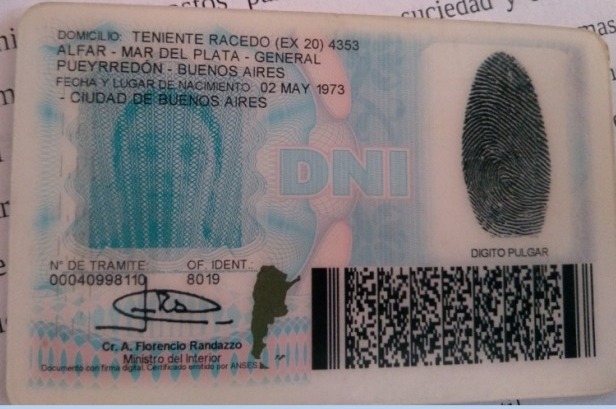 DOMICILIO: TENIENTE RACEDO (EX 20) 4353
ALFAR - MAR DEL PLATA - GENERAL
PUEYRREDÓN - BUENOS AIRES
FECHA Y LUGAR DE NACIMIENTO: 02 MAY 1973
- CIUDAD DE BUENOS AIRES
DNI
DIGITO PULGAR
N° DE TRAMITE: OF. IDENT.:
00040998110 8019
Cr. A. Florencio Randazzo
Ministro del Interior
Documento con firma digital. Certificado emitido por ANSES
suciedad y